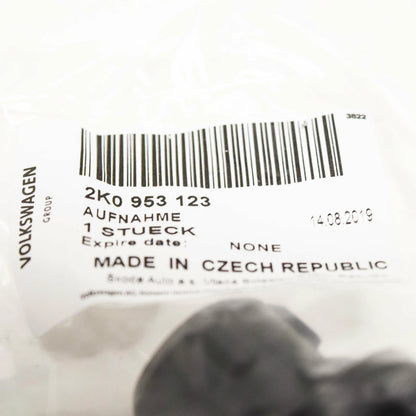 3822
VOLKSWAGEN
GROUP
2K0 953 123
AUFNAHME
14.08.2019
1 STUECK
Expire date: NONE
MADE IN CZECH REPUBLIC